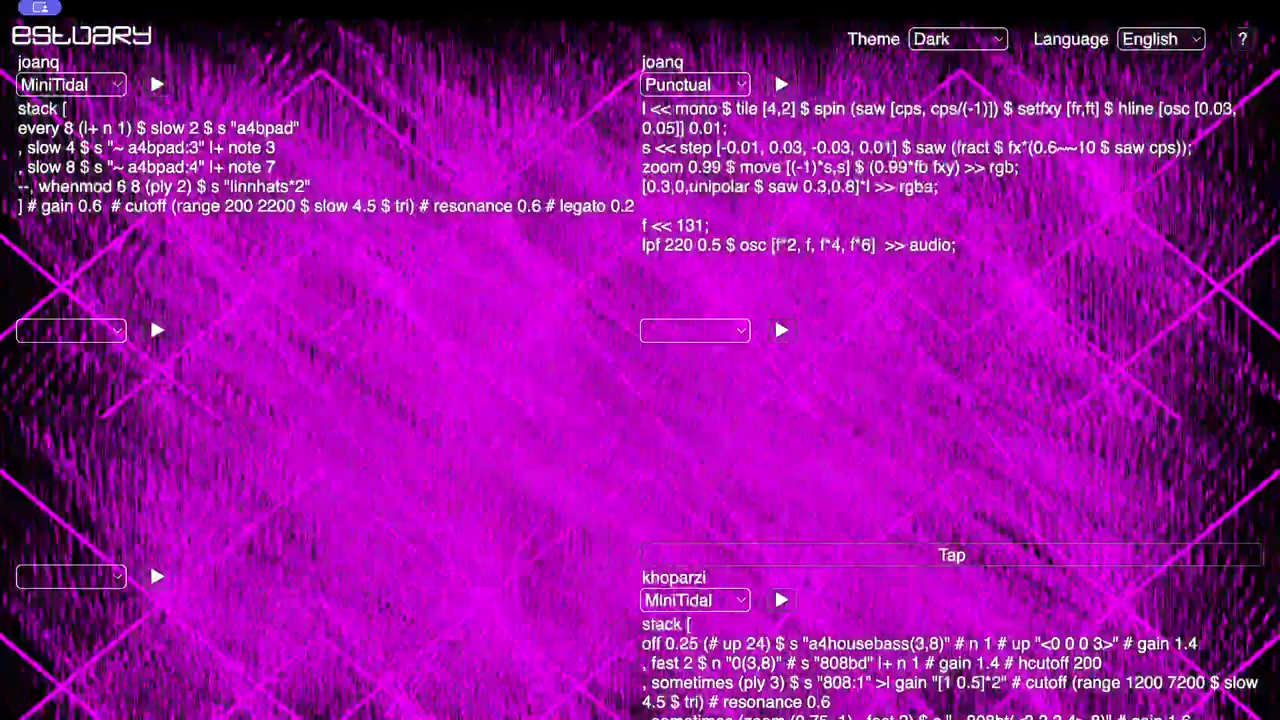 estuary
Theme Dark Language English ?
joanq
MiniTidal
stack [
every 8 (|+ n 1) $ slow 2 $ s "a4bpad"
, slow 4 $ s "~ a4bpad:3" |+ note 3
, slow 8 $ s "~ a4bpad:4" |+ note 7
--, whenmod 6 8 (ply 2) $ s "linnhats*2"
] # gain 0.6  # cutoff (range 200 2200 $ slow 4.5 $ tri) # resonance 0.6 # legato 0.2
joanq
Punctual
l << mono $ tile [4,2] $ spin (saw [cps, cps/(-1)]) $ setfxy [fr,ft] $ hline [osc [0.03,
0.05]] 0.01;
s << step [-0.01, 0.03, -0.03, 0.01] $ saw (fract $ fx*(0.6~~10 $ saw cps));
zoom 0.99 $ move [(-1)*s,s] $ (0.99*fb fxy) >> rgb;
[0.3,0,unipolar $ saw 0.3,0.8]*l >> rgba;
f << 131;
lpf 220 0.5 $ osc [f*2, f, f*4, f*6]  >> audio;
Tap
khoparzi
MiniTidal
stack [
off 0.25 (# up 24) $ s "a4housebass(3,8)" # n 1 # up "<0 0 0 3>" # gain 1.4
, fast 2 $ n "0(3,8)" # s "808bd" |+ n 1 # gain 1.4 # hcutoff 200
, sometimes (ply 3) $ s "808:1" >| gain "[1 0.5]*2" # cutoff (range 1200 7200 $ slow
4.5 $ tri) # resonance 0.6